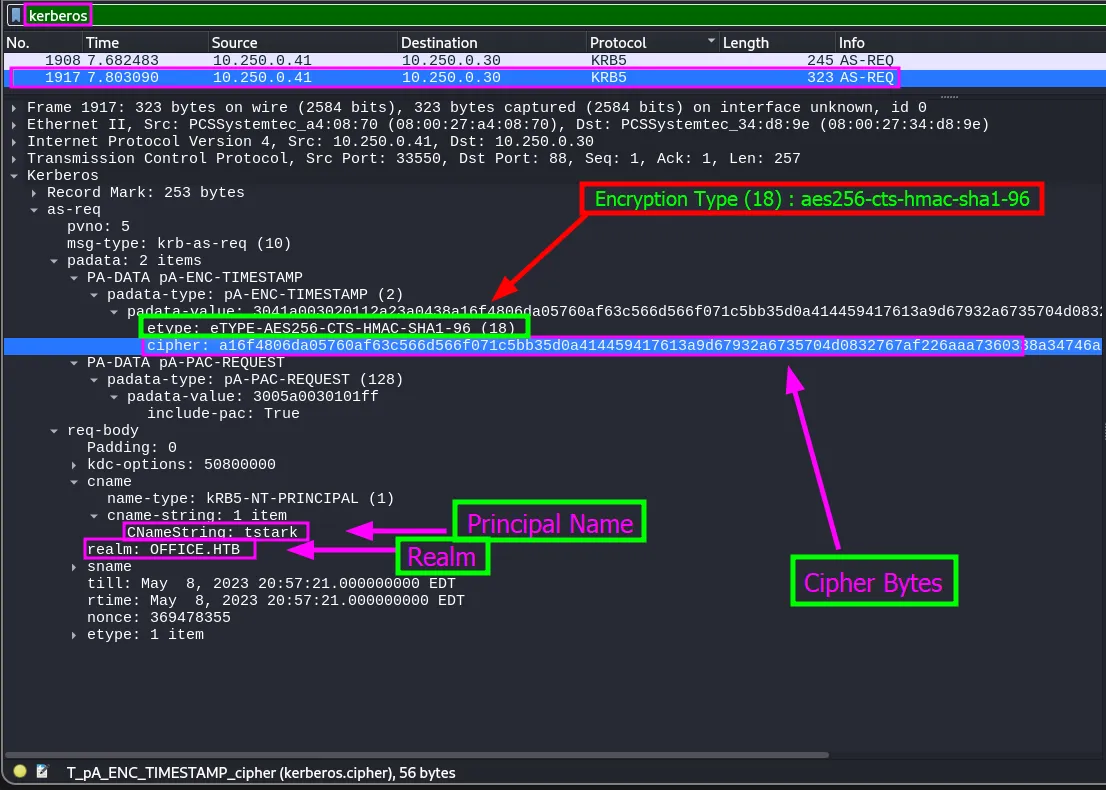 kerberos
No. Time Source Destination Protocol Length Info
1908 7.682483 10.250.0.41 10.250.0.30 KRB5 245 AS-REQ
1917 7.803090 10.250.0.41 10.250.0.30 KRB5 323 AS-REQ
Frame 1917: 323 bytes on wire (2584 bits), 323 bytes captured (2584 bits) on interface unknown, id 0
Ethernet II, Src: PCSSystemtec_a4:08:70 (08:00:27:a4:08:70), Dst: PCSSystemtec_34:d8:9e (08:00:27:34:d8:9e)
Internet Protocol Version 4, Src: 10.250.0.41, Dst: 10.250.0.30
Transmission Control Protocol, Src Port: 33550, Dst Port: 88, Seq: 1, Ack: 1, Len: 257
Kerberos
Record Mark: 253 bytes
Encryption Type (18) : aes256-cts-hmac-sha1-96
as-req
pvno: 5
msg-type: krb-as-req (10)
padata: 2 items
PA-DATA pA-ENC-TIMESTAMP
padata-type: pA-ENC-TIMESTAMP (2)
padata-value: 3041a003020112a23a0438a16f4806da05760af63c566d566f071c5bb35d0a414459417613a9d67932a6735704d0832
etype: eTYPE-AES256-CTS-HMAC-SHA1-96 (18)
cipher: a16f4806da05760af63c566d566f071c5bb35d0a414459417613a9d67932a6735704d0832767af226aaa7360338a34746a
PA-DATA pA-PAC-REQUEST
padata-type: pA-PAC-REQUEST (128)
padata-value: 3005a0030101ff
include-pac: True
req-body
Padding: 0
kdc-options: 50800000
cname
name-type: kRB5-NT-PRINCIPAL (1)
cname-string: 1 item
CNameString: tstark
Principal Name
realm: OFFICE.HTB
Realm
sname
till: May  8, 2023 20:57:21.000000000 EDT
Cipher Bytes
rtime: May  8, 2023 20:57:21.000000000 EDT
nonce: 369478355
etype: 1 item
T_pA_ENC_TIMESTAMP_cipher (kerberos.cipher), 56 bytes